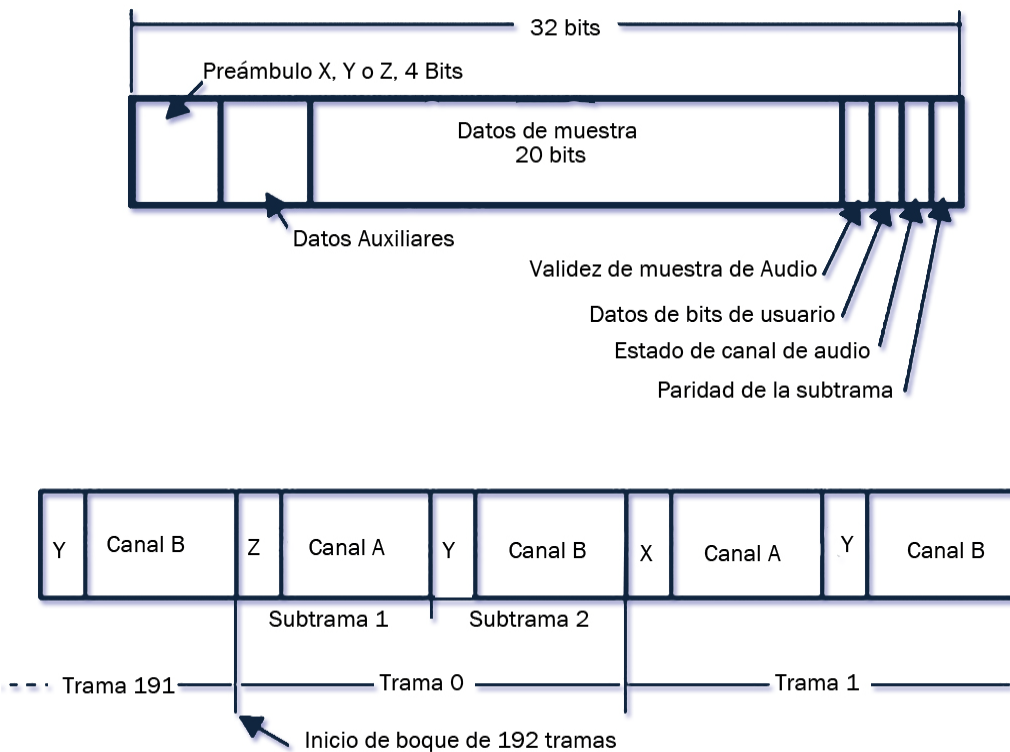 32 bits
Preámbulo X, Y o Z, 4 Bits
Datos de muestra
20 bits
Datos Auxiliares
Validez de muestra de Audio
Datos de bits de usuario
Estado de canal de audio
Paridad de la subtrama
Y Canal B Z Canal A Y Canal B X Canal A Y Canal B
Subtrama 1 Subtrama 2
Trama 191 Trama 0 Trama 1
Inicio de boque de 192 tramas